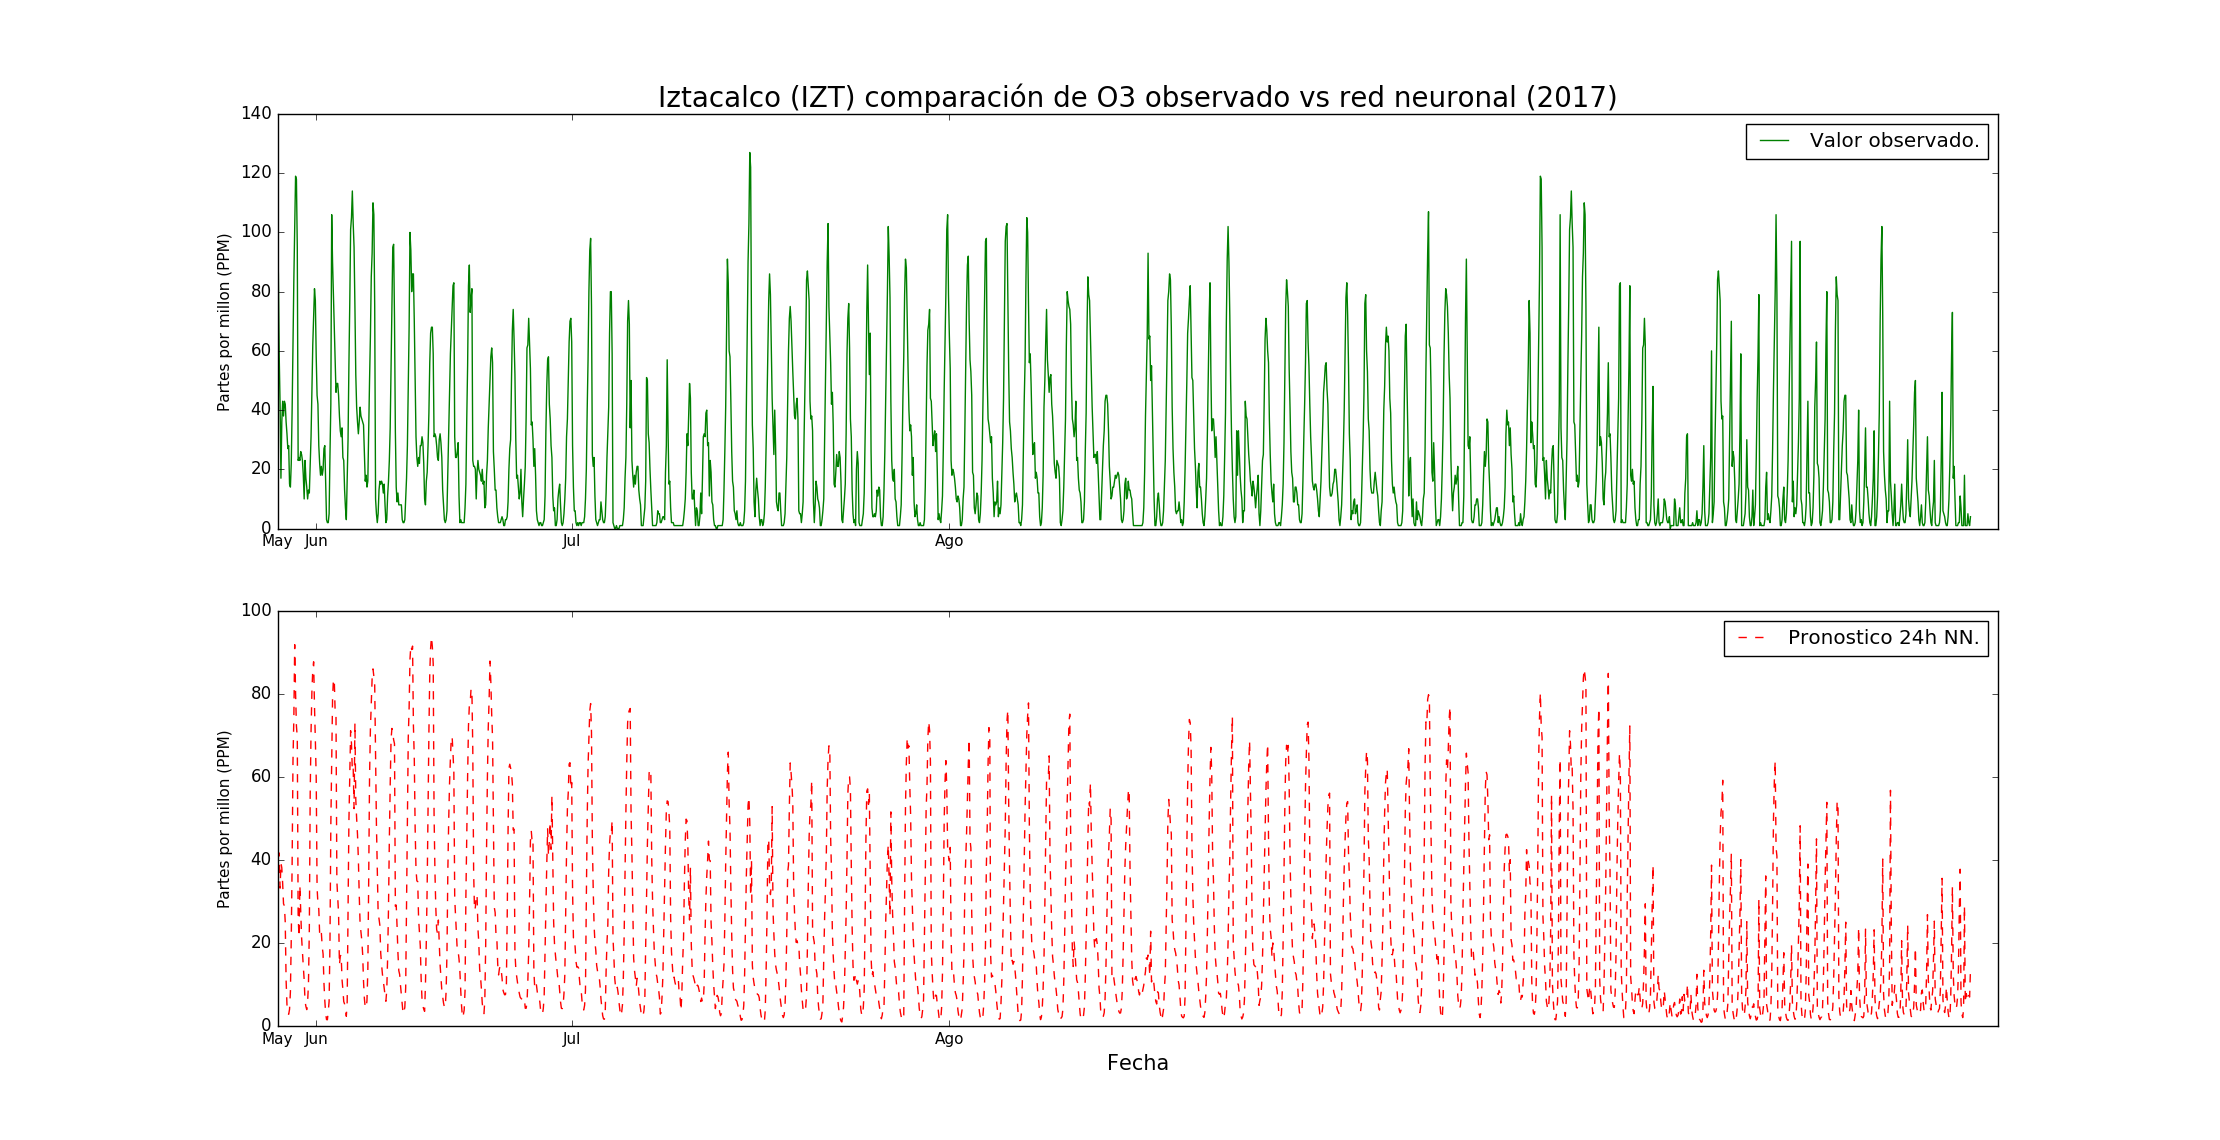 Iztacalco (IZT) comparación de O3 observado vs red neuronal (2017)
140
120
100
80
60
40
20
0
Partes por millon (PPM)
Valor observado.
May Jun Jul Ago
100
80
60
40
20
0
Partes por millon (PPM)
Pronostico 24h NN.
May Jun Jul Ago
Fecha